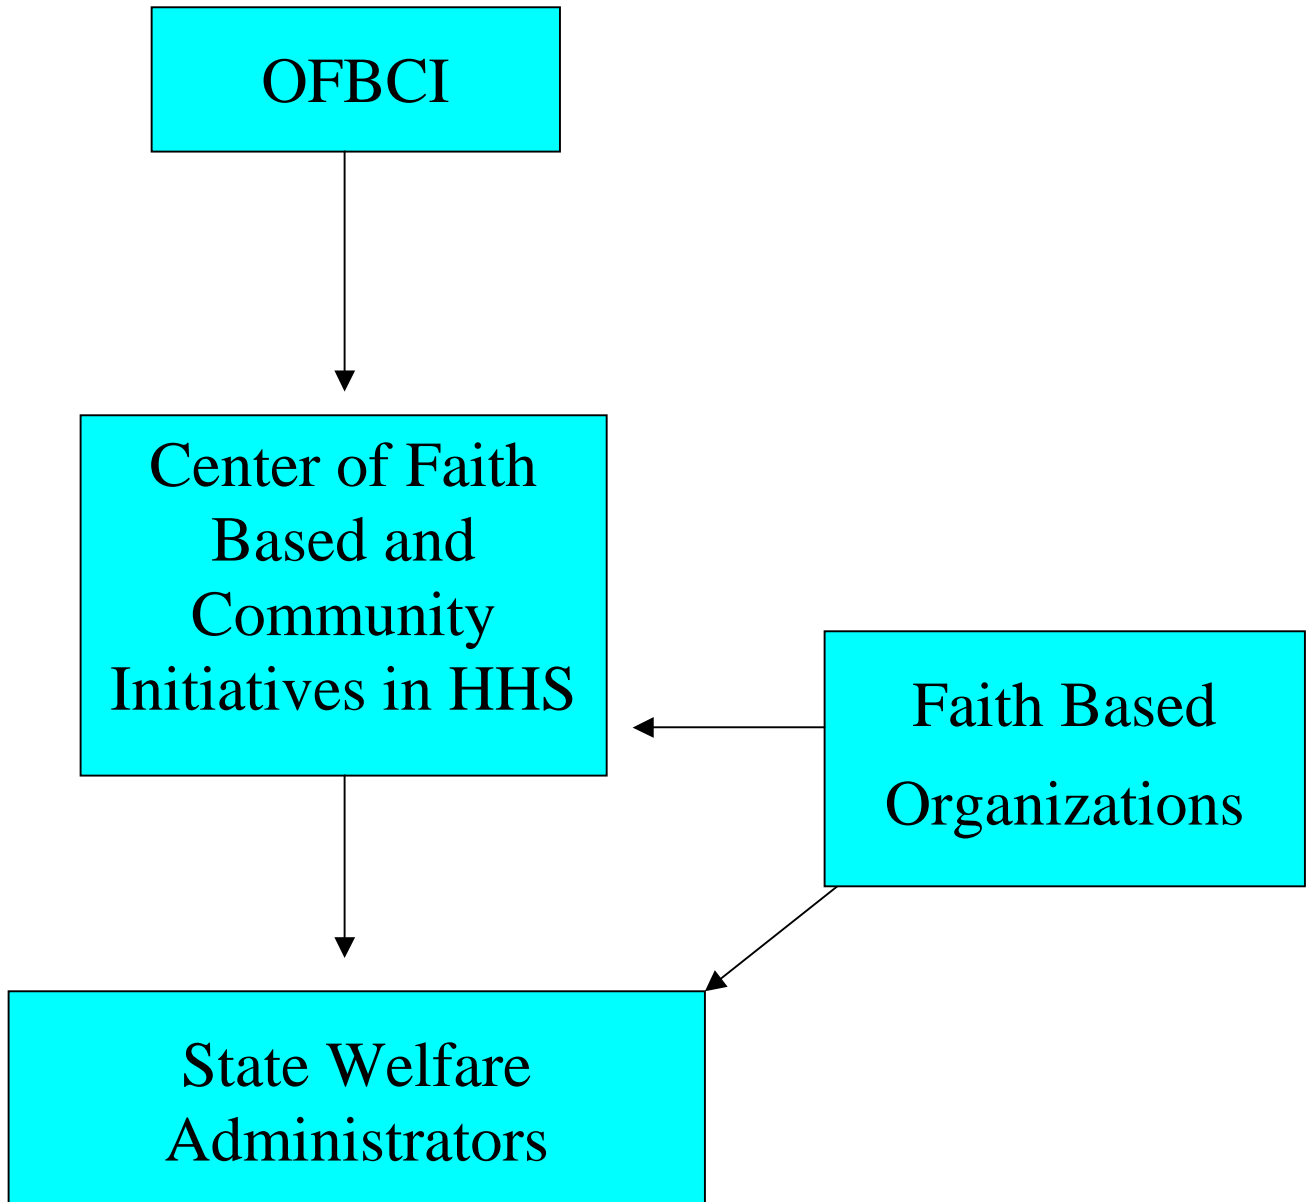 OFBCI
Center of Faith
Based and
Community
Initiatives in HHS
Faith Based
Organizations
State Welfare
Administrators